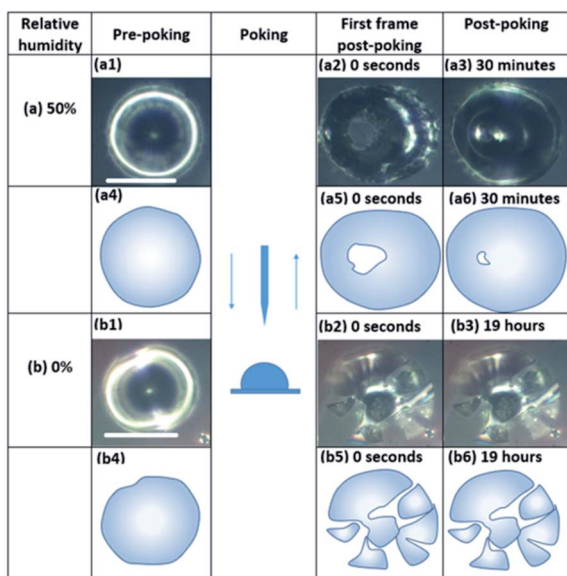 Relative
humidity
Pre-poking
Poking
First frame
post-poking
Post-poking
(a) 50%
(a1)
(a2) 0 seconds
(a3) 30 minutes
(a4)
(a5) 0 seconds
(a6) 30 minutes
(b) 0%
(b1)
(b2) 0 seconds
(b3) 19 hours
(b4)
(b5) 0 seconds
(b6) 19 hours